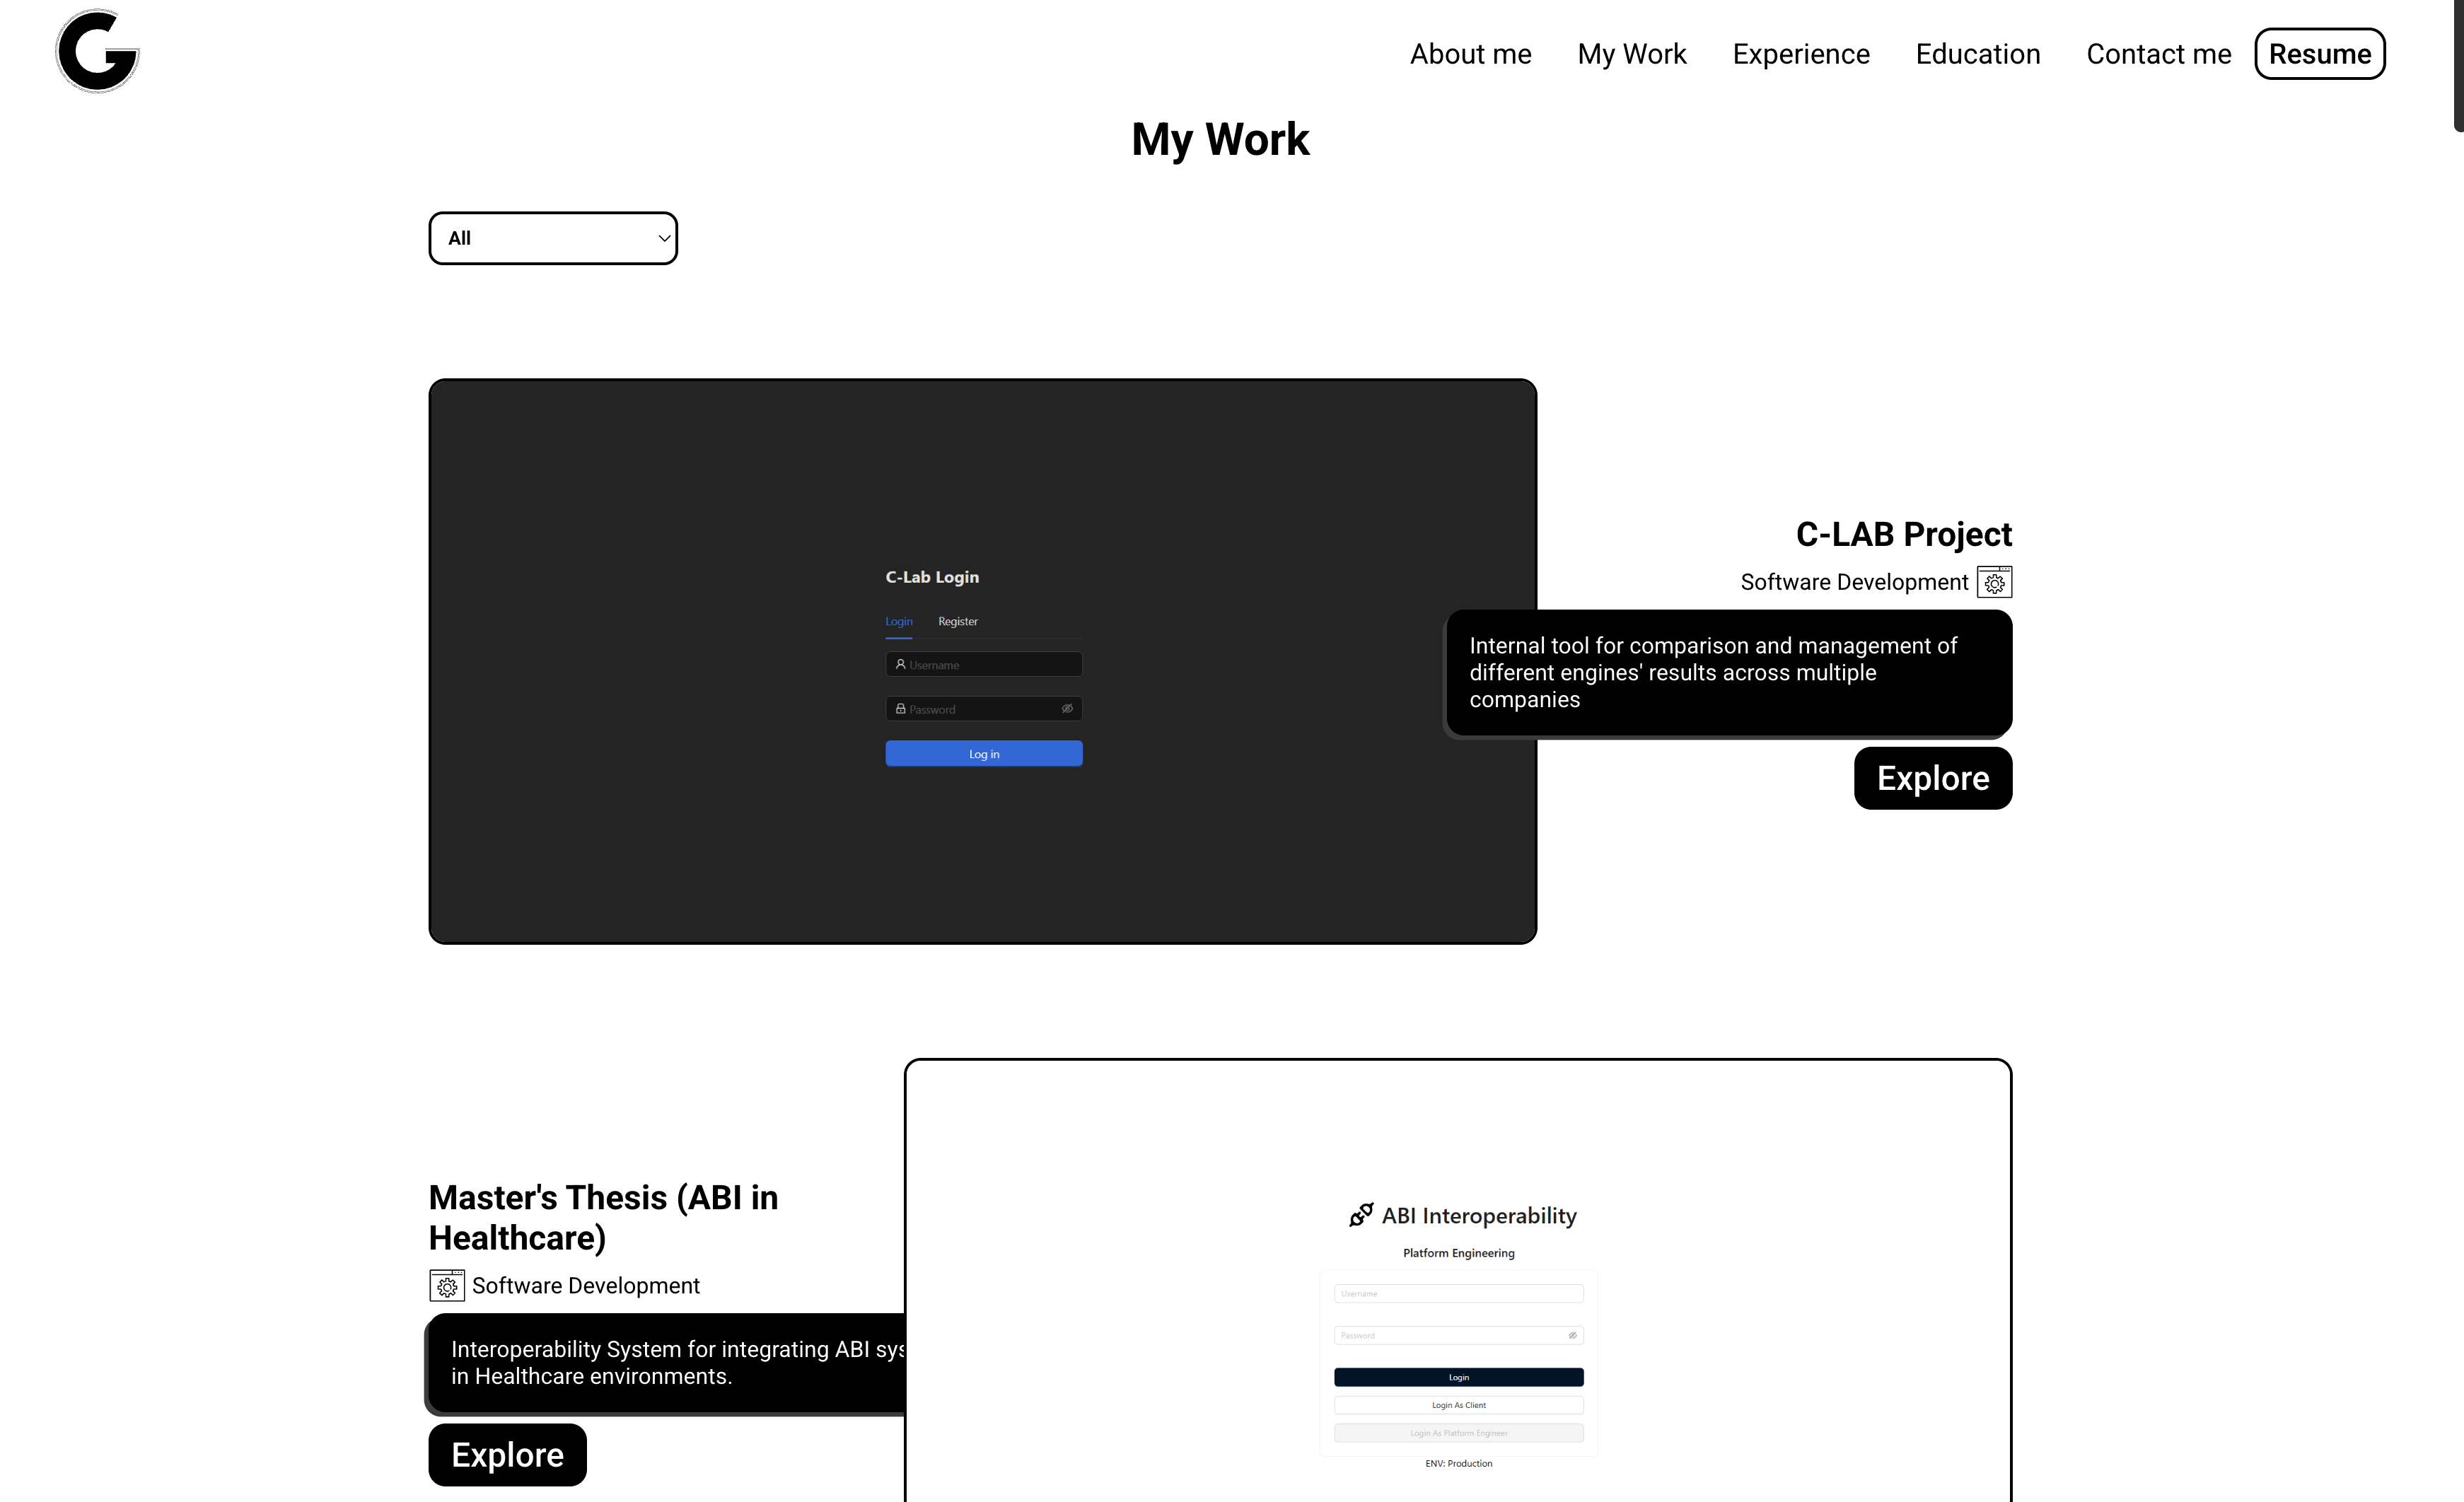 G
About me My Work Experience Education Contact me Resume
My Work
All
C-Lab Login
Login Register
Username
Password
Log in
C-LAB Project
Software Development
Internal tool for comparison and management of
different engines' results across multiple
companies
Explore
Master's Thesis (ABI in
Healthcare)
Software Development
Interoperability System for integrating ABI sys
in Healthcare environments.
Explore
ABI Interoperability
Platform Engineering
Username
Password
Login
Login As Client
Login As Platform Engineer
ENV: Production